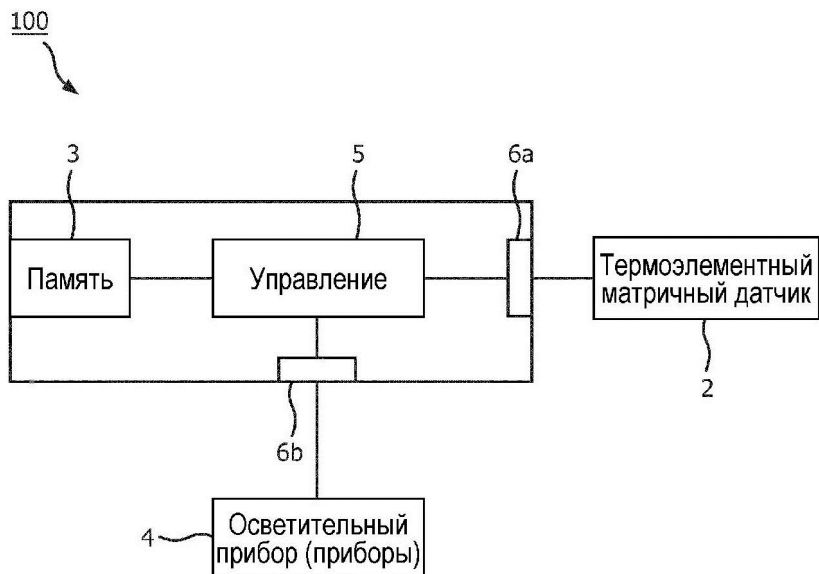 100
3
5
6a
Память
Управление
Термоэлементный
матричный датчик
2
6b
4
Осветительный
прибор (приборы)